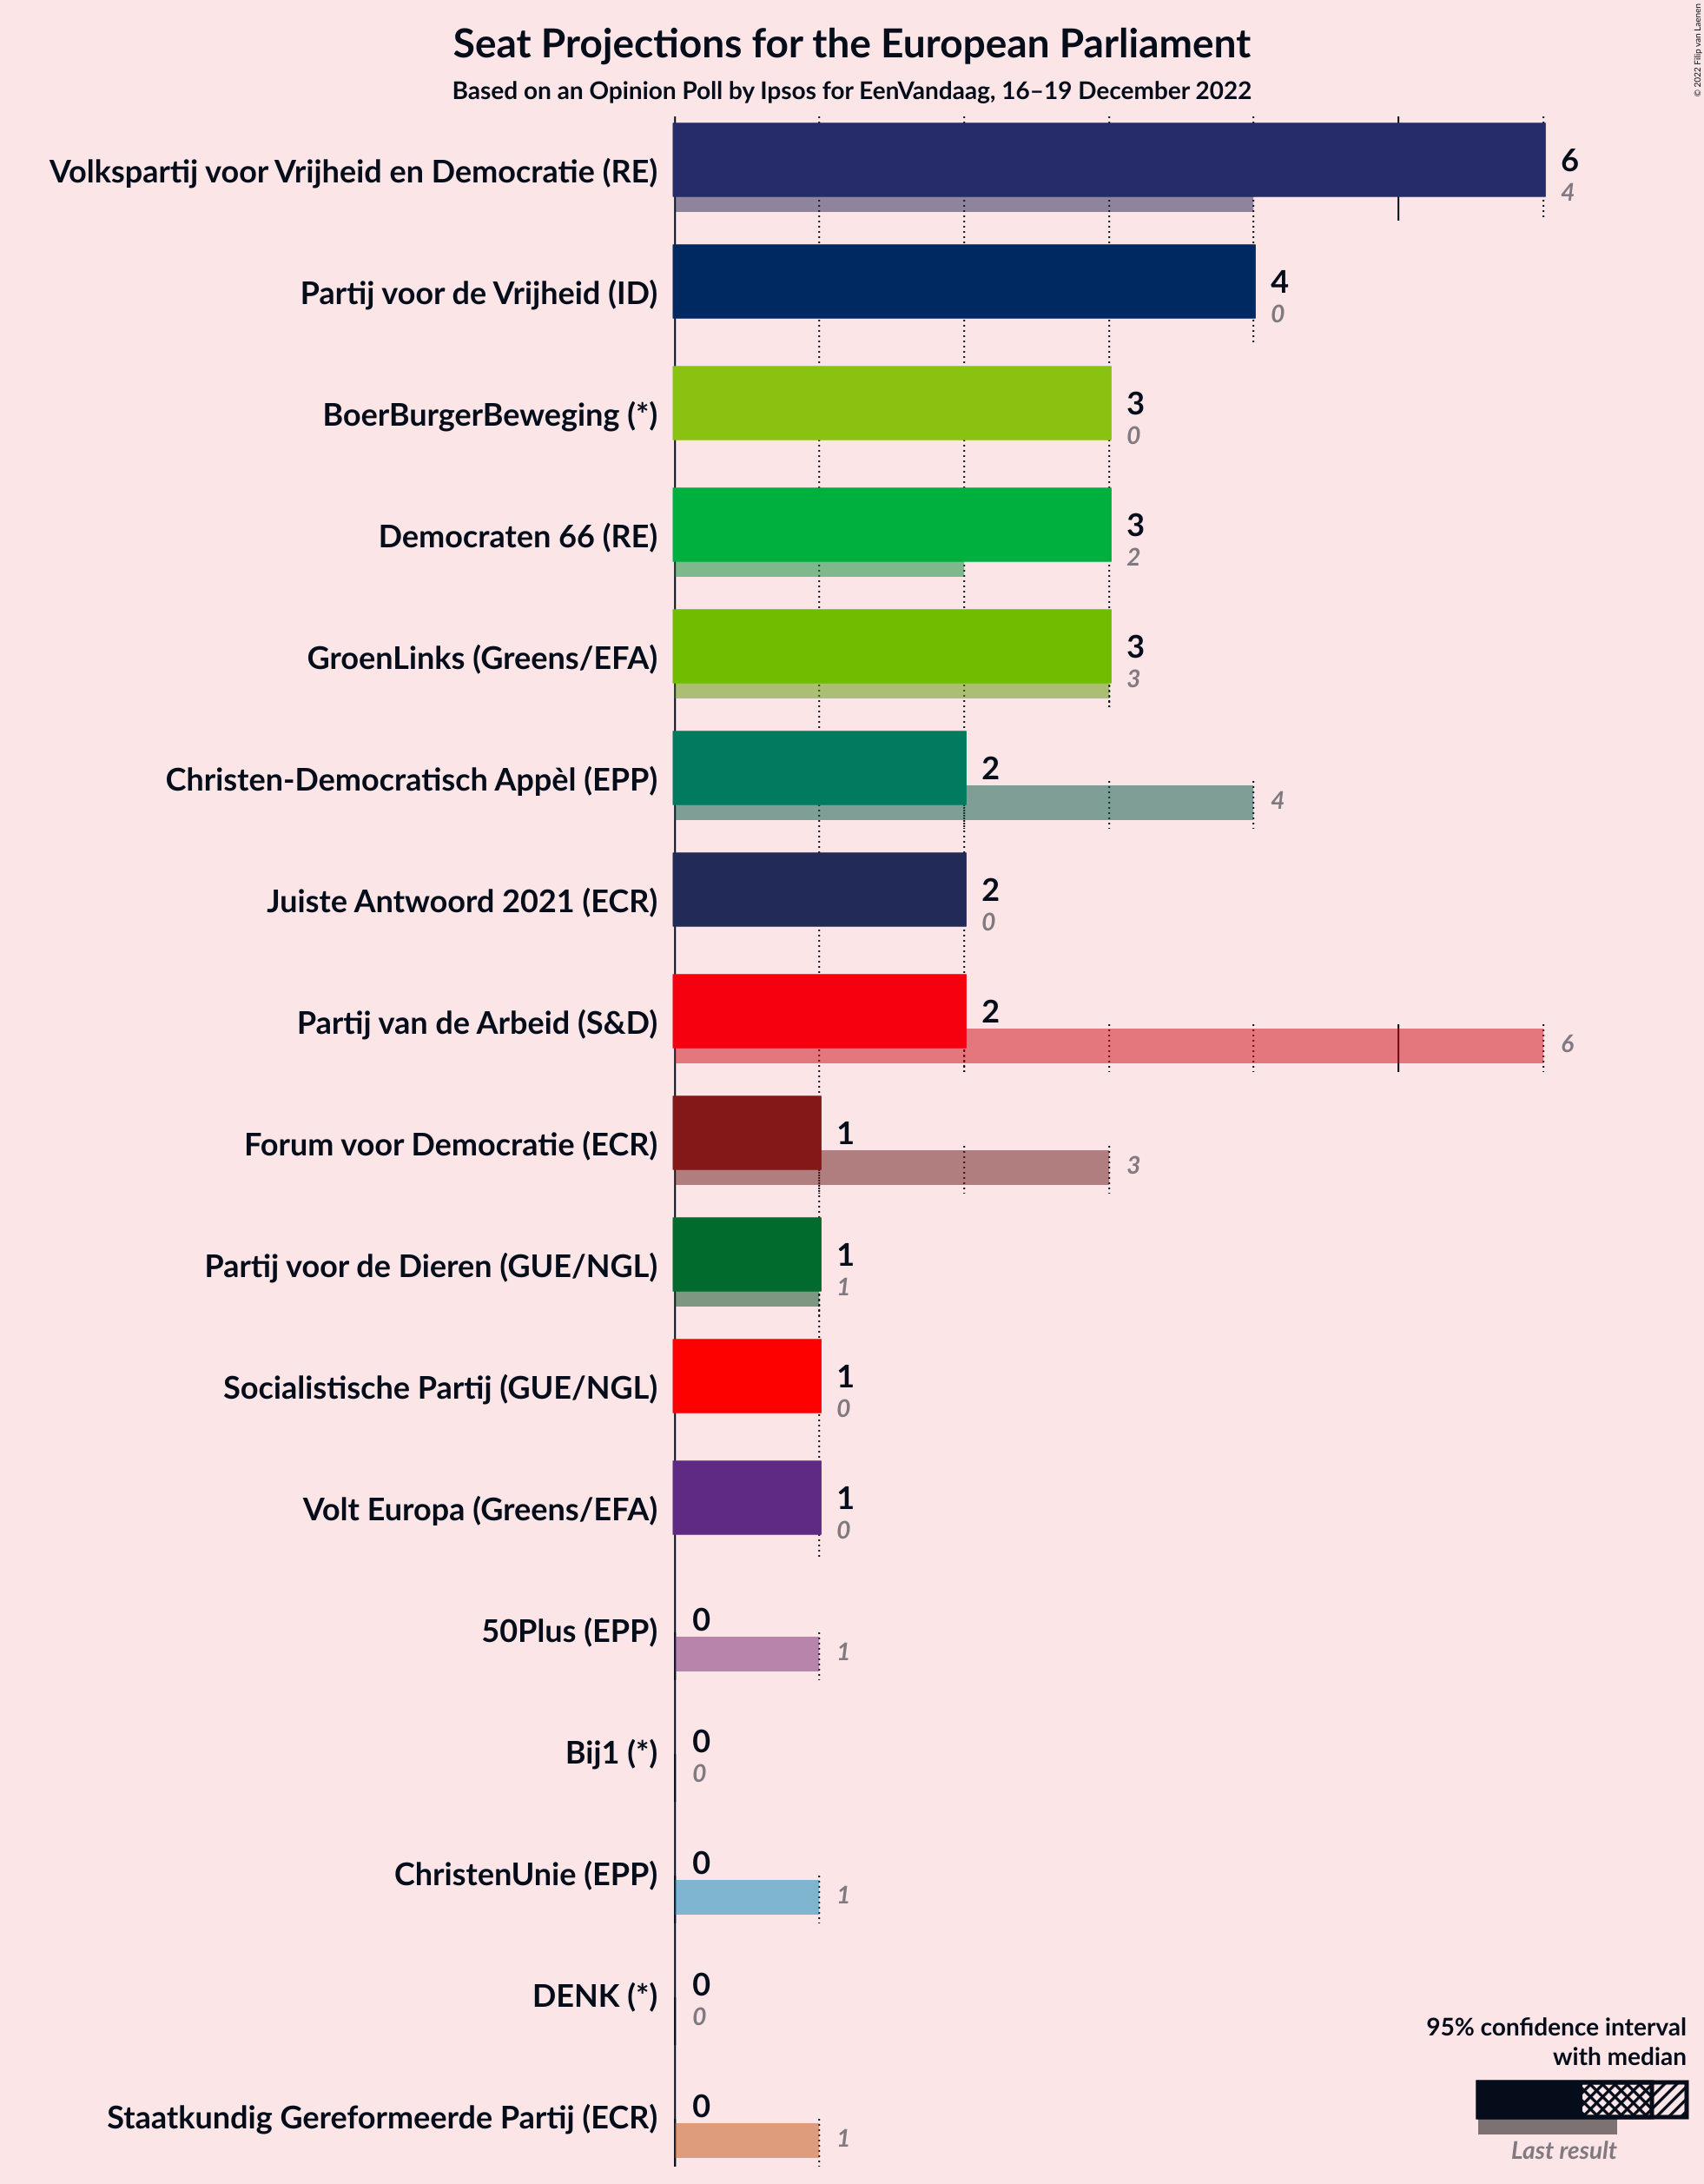 Seat Projections for the European Parliament
Based on an Opinion Poll by Ipsos for EenVandaag, 16–19 December 2022
© 2022 Filip van Laenen
Volkspartij voor Vrijheid en Democratie (RE)
6
4
Partij voor de Vrijheid (ID)
4
0
BoerBurgerBeweging (*)
3
0
Democraten 66 (RE)
3
2
GroenLinks (Greens/EFA)
3
3
Christen-Democratisch Appèl (EPP)
2
4
Juiste Antwoord 2021 (ECR)
2
0
Partij van de Arbeid (S&D)
2
6
Forum voor Democratie (ECR)
1
3
Partij voor de Dieren (GUE/NGL)
1
1
Socialistische Partij (GUE/NGL)
1
0
Volt Europa (Greens/EFA)
1
0
50Plus (EPP)
0
1
Bij1 (*)
0
0
ChristenUnie (EPP)
0
1
DENK (*)
0
0
Staatkundig Gereformeerde Partij (ECR)
0
1
95% confidence interval
with median
Last result